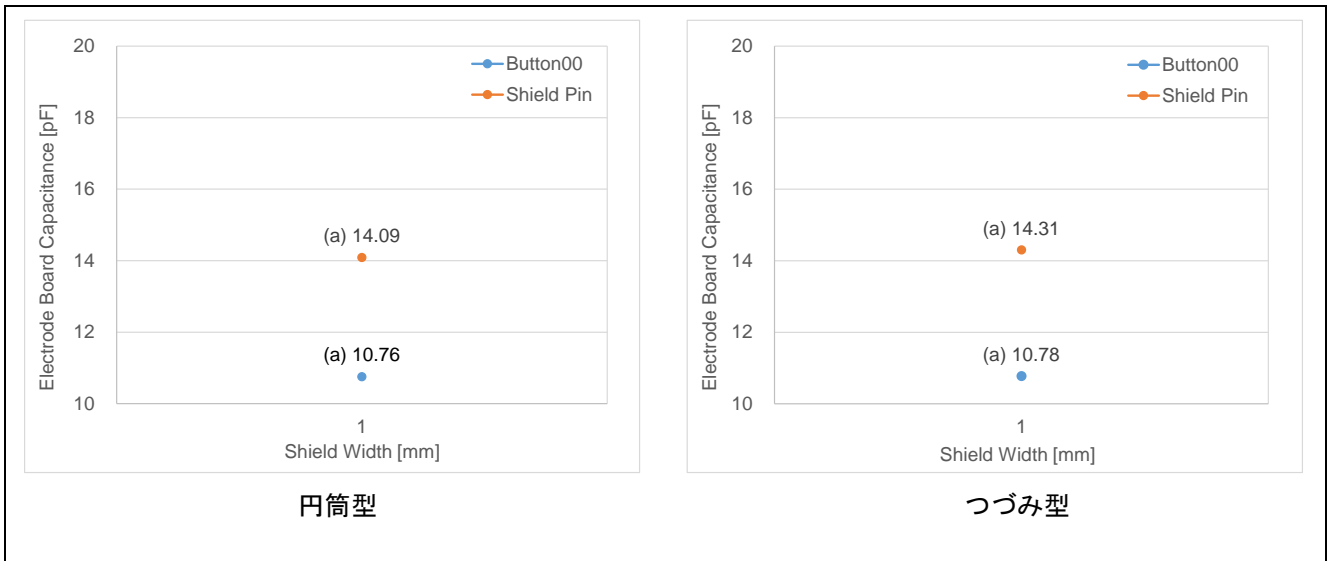 20
18
16
14
12
10
Electrode Board Capacitance [pF]
Button00
Shield Pin
(a) 14.09
(a) 10.76
1
Shield Width [mm]
円筒型
20
18
16
14
12
10
Electrode Board Capacitance [pF]
Button00
Shield Pin
(a) 14.31
(a) 10.78
1
Shield Width [mm]
つづみ型